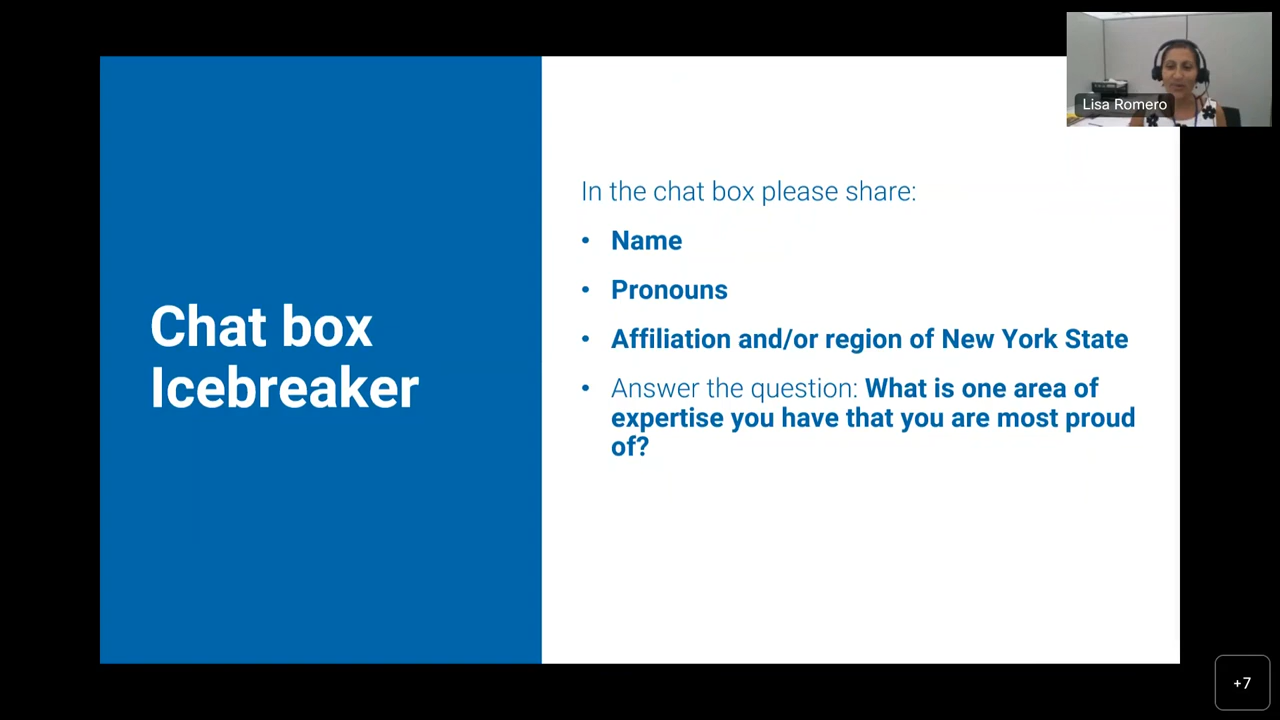 Lisa Romero
Chat box
Icebreaker
In the chat box please share:
• Name
• Pronouns
• Affiliation and/or region of New York State
• Answer the question: What is one area of
expertise you have that you are most proud
of?
+7